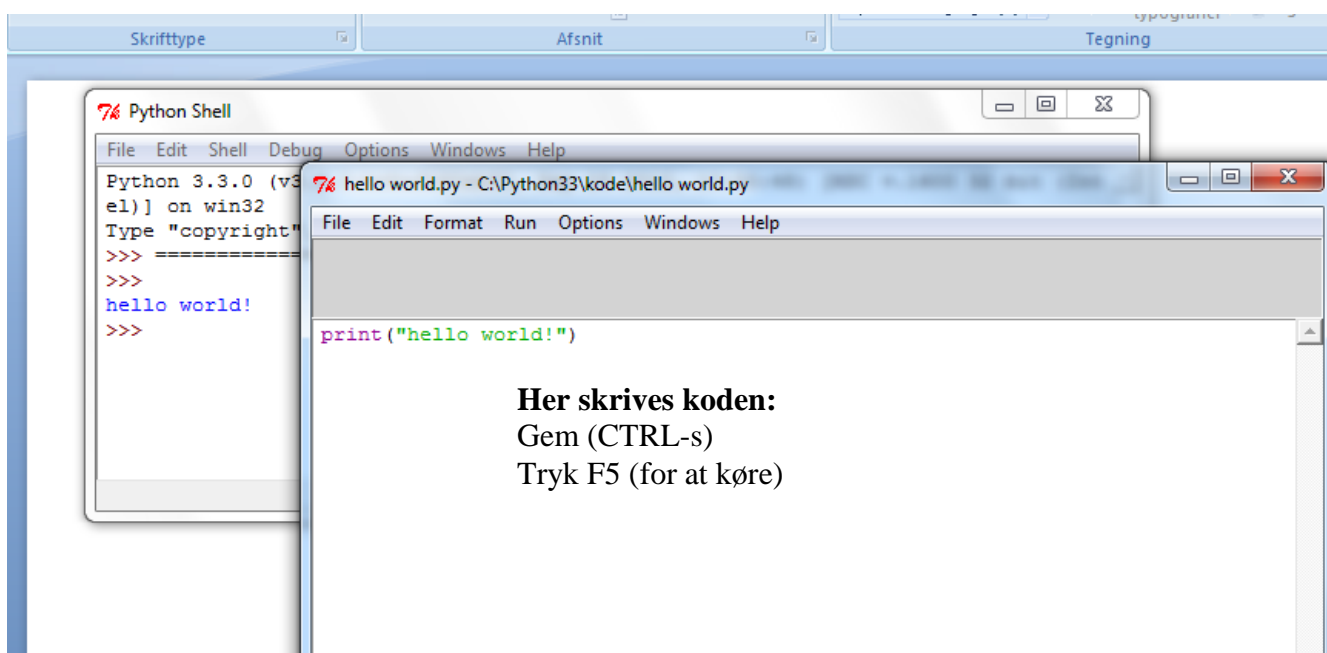 Skrifttype Afsnit Tegning
Python Shell
File Edit Shell Debug Options Windows Help
Python 3.3.0 (v3
el)] on win32
Type "copyright"
>>> ============
>>>
hello world!
>>>
hello world.py - C:\Python33\kode\hello world.py
File Edit Format Run Options Windows Help
print("hello world!")
Her skrives koden:
Gem (CTRL-s)
Tryk F5 (for at køre)